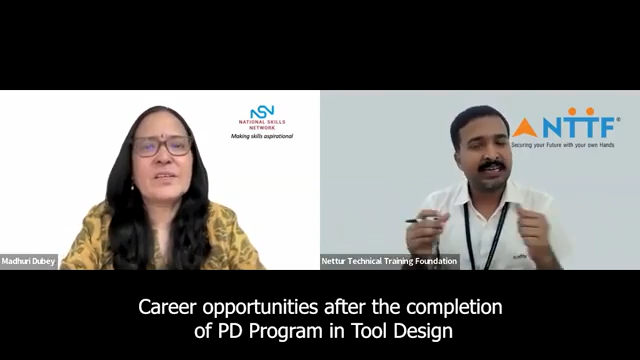 NSN
NATIONAL SKILLS
NETWORK
Making skills aspirational
NTTF®
Securing your Future with your own Hands
Madhuri Dubey
Nettur Technical Training Foundation
Career opportunities after the completion
of PD Program in Tool Design